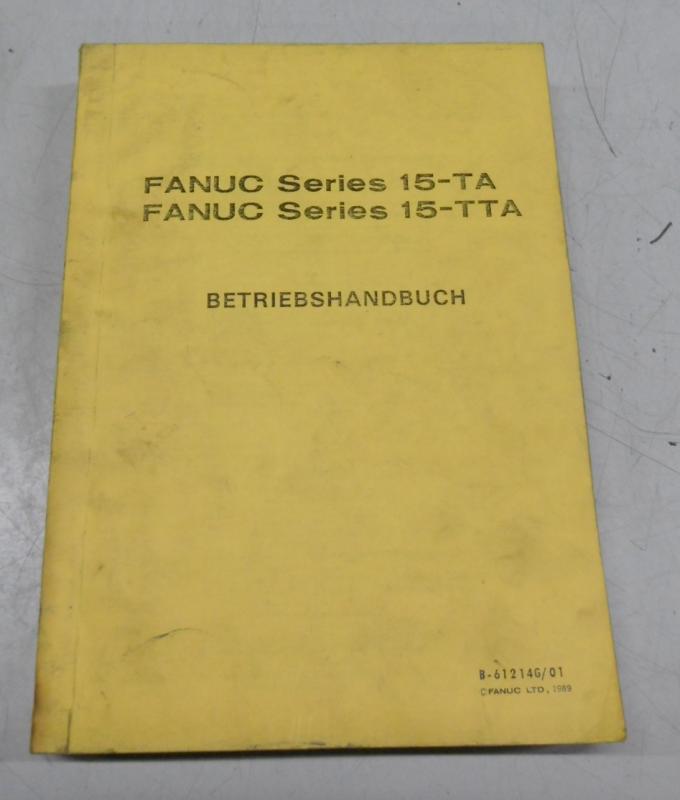 FANUC Series 15-TA
FANUC Series 15-TTA
BETRIEBSHANDBUCH
B-61214G/01
©FANUC LTD, 1989